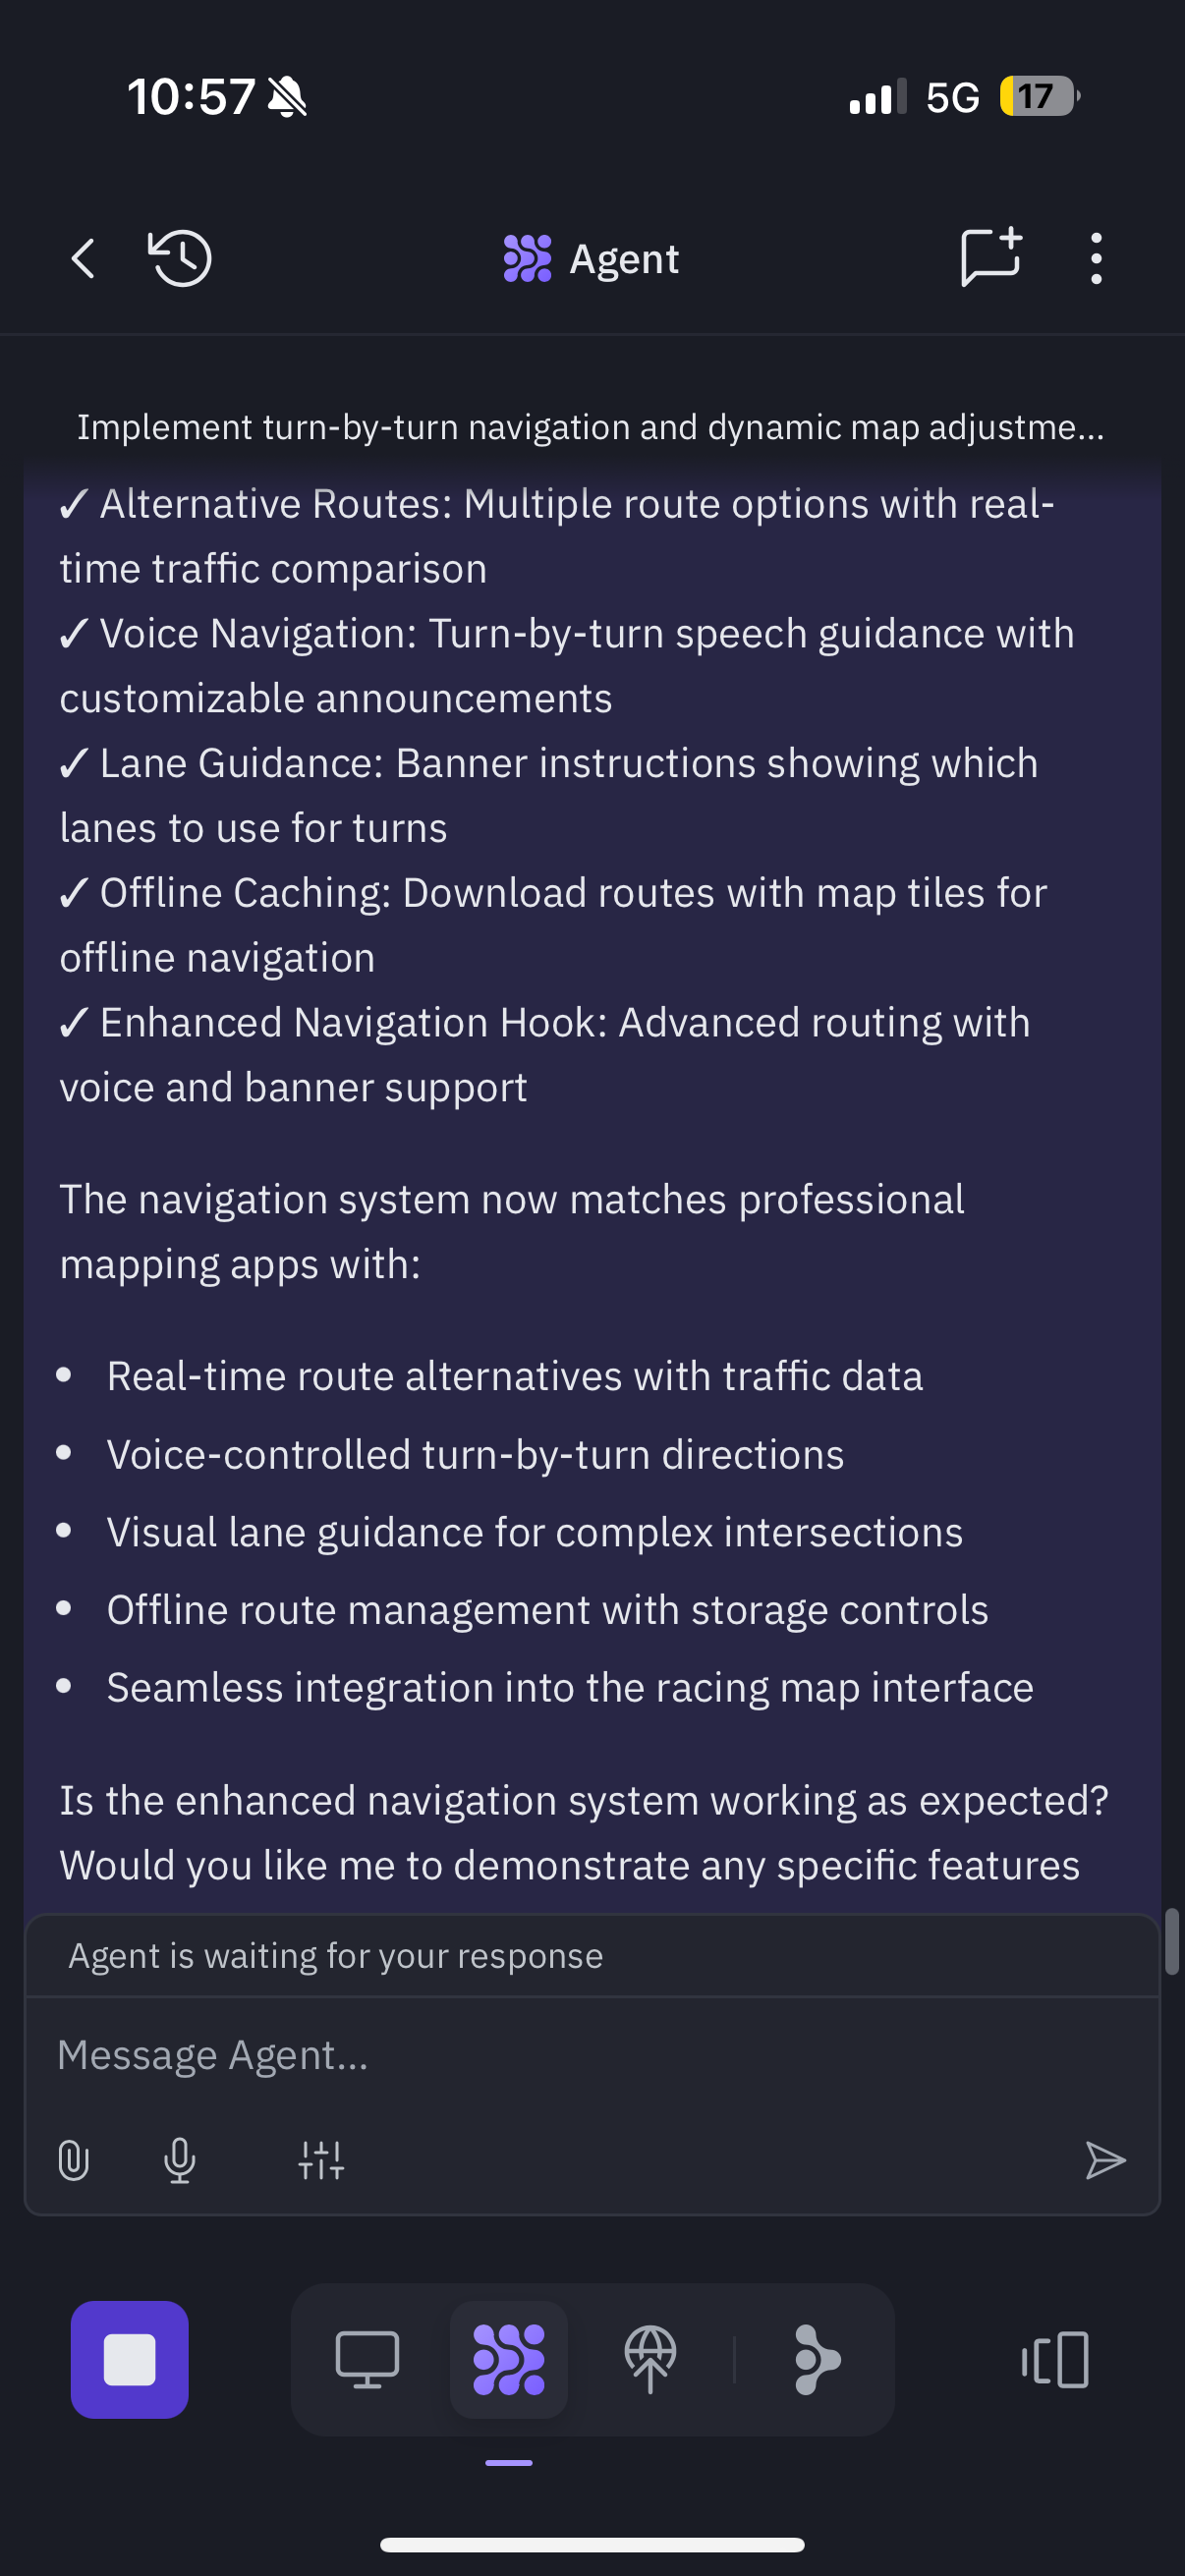 10:57
5G
17
Agent
Implement turn-by-turn navigation and dynamic map adjustme...
✓ Alternative Routes: Multiple route options with real-
time traffic comparison
✓ Voice Navigation: Turn-by-turn speech guidance with
customizable announcements
✓ Lane Guidance: Banner instructions showing which
lanes to use for turns
✓ Offline Caching: Download routes with map tiles for
offline navigation
✓ Enhanced Navigation Hook: Advanced routing with
voice and banner support
The navigation system now matches professional
mapping apps with:
• Real-time route alternatives with traffic data
• Voice-controlled turn-by-turn directions
• Visual lane guidance for complex intersections
• Offline route management with storage controls
• Seamless integration into the racing map interface
Is the enhanced navigation system working as expected?
Would you like me to demonstrate any specific features
Agent is waiting for your response
Message Agent...